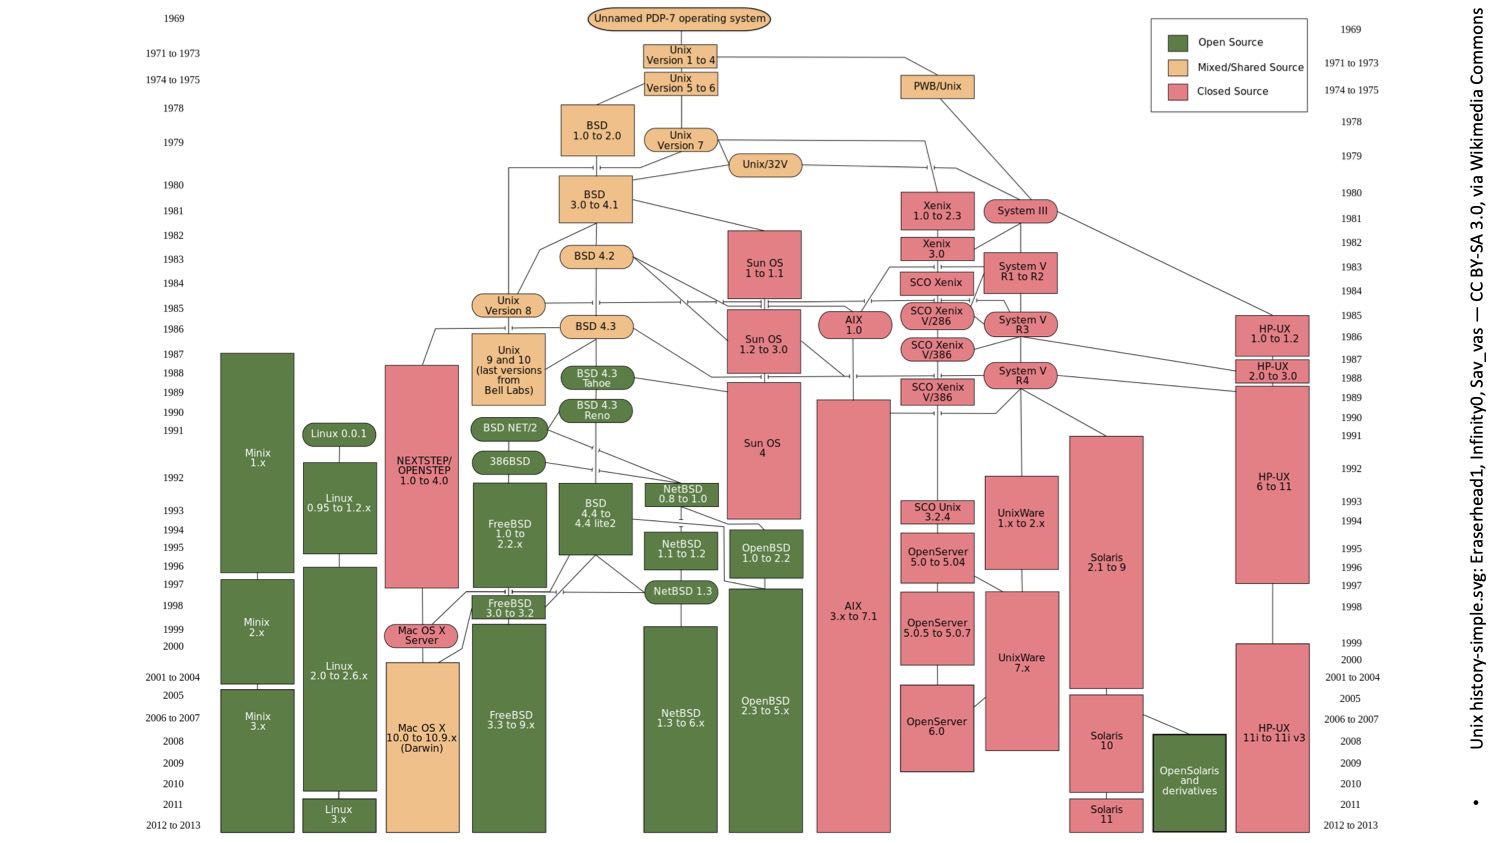 Unnamed PDP-7 operating system
Unix
Version 1 to 4
Unix
Version 5 to 6
PWB/Unix
BSD
1.0 to 2.0
Unix
Version 7
Unix/32V
BSD
3.0 to 4.1
Xenix
1.0 to 2.3
System III
Xenix
3.0
BSD 4.2
Sun OS
1 to 1.1
System V
R1 to R2
SCO Xenix
Unix
Version 8
SCO Xenix
V/286
AIX
1.0
System V
R3
BSD 4.3
Sun OS
1.2 to 3.0
HP-UX
1.0 to 1.2
SCO Xenix
V/386
Unix
9 and 10
(last versions
from
Bell Labs)
HP-UX
2.0 to 3.0
BSD 4.3
Tahoe
System V
R4
SCO Xenix
V/386
BSD 4.3
Reno
BSD NET/2
Linux 0.0.1
Sun OS
4
Minix
1.x
386BSD
NEXTSTEP/
OPENSTEP
1.0 to 4.0
HP-UX
6 to 11
NetBSD
0.8 to 1.0
Linux
0.95 to 1.2.x
BSD
4.4 to
4.4 lite2
SCO Unix
3.2.4
UnixWare
1.x to 2.x
FreeBSD
1.0 to
2.2.x
NetBSD
1.1 to 1.2
OpenBSD
1.0 to 2.2
OpenServer
5.0 to 5.04
Solaris
2.1 to 9
NetBSD 1.3
FreeBSD
3.0 to 3.2
AIX
3.x to 7.1
Minix
2.x
Mac OS X
Server
OpenServer
5.0.5 to 5.0.7
UnixWare
7.x
Linux
2.0 to 2.6.x
OpenBSD
2.3 to 5.x
Minix
3.x
FreeBSD
3.3 to 9.x
NetBSD
1.3 to 6.x
OpenServer
6.0
Mac OS X
10.0 to 10.9.x
(Darwin)
Solaris
10
HP-UX
11i to 11i v3
OpenSolaris
and
derivatives
Linux
3.x
Solaris
11
1969
1971 to 1973
1974 to 1975
1978
1979
1980
1981
1982
1983
1984
1985
1986
1987
1988
1989
1990
1991
1992
1993
1994
1995
1996
1997
1998
1999
2000
2001 to 2004
2005
2006 to 2007
2008
2009
2010
2011
2012 to 2013
1969
1971 to 1973
1974 to 1975
1978
1979
1980
1981
1982
1983
1984
1985
1986
1987
1988
1989
1990
1991
1992
1993
1994
1995
1996
1997
1998
1999
2000
2001 to 2004
2005
2006 to 2007
2008
2009
2010
2011
2012 to 2013
Open Source
Mixed/Shared Source
Closed Source
• Unix history-simple.svg: Eraserhead1, Infinity0, Sav_vas — CC BY-SA 3.0, via Wikimedia Commons